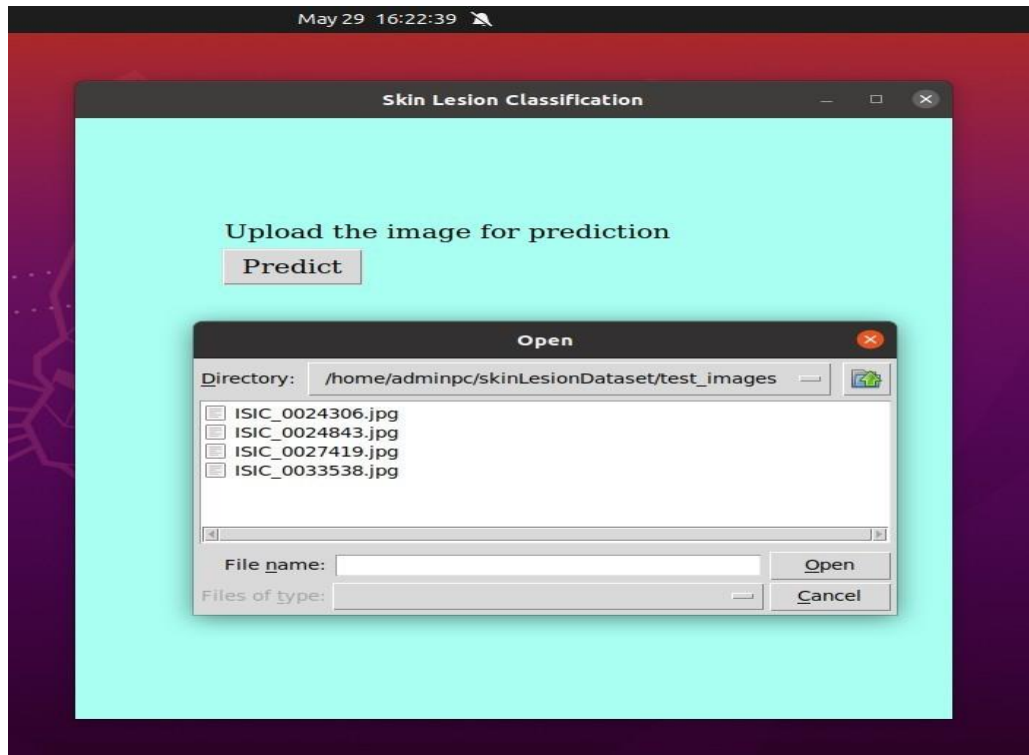 May 29 16:22:39
Skin Lesion Classification
Upload the image for prediction
Predict
Open
Directory: /home/adminpc/skinLesionDataset/test_images
ISIC_0024306.jpg
ISIC_0024843.jpg
ISIC_0027419.jpg
ISIC_0033538.jpg
File name: Open
Files of type: Cancel